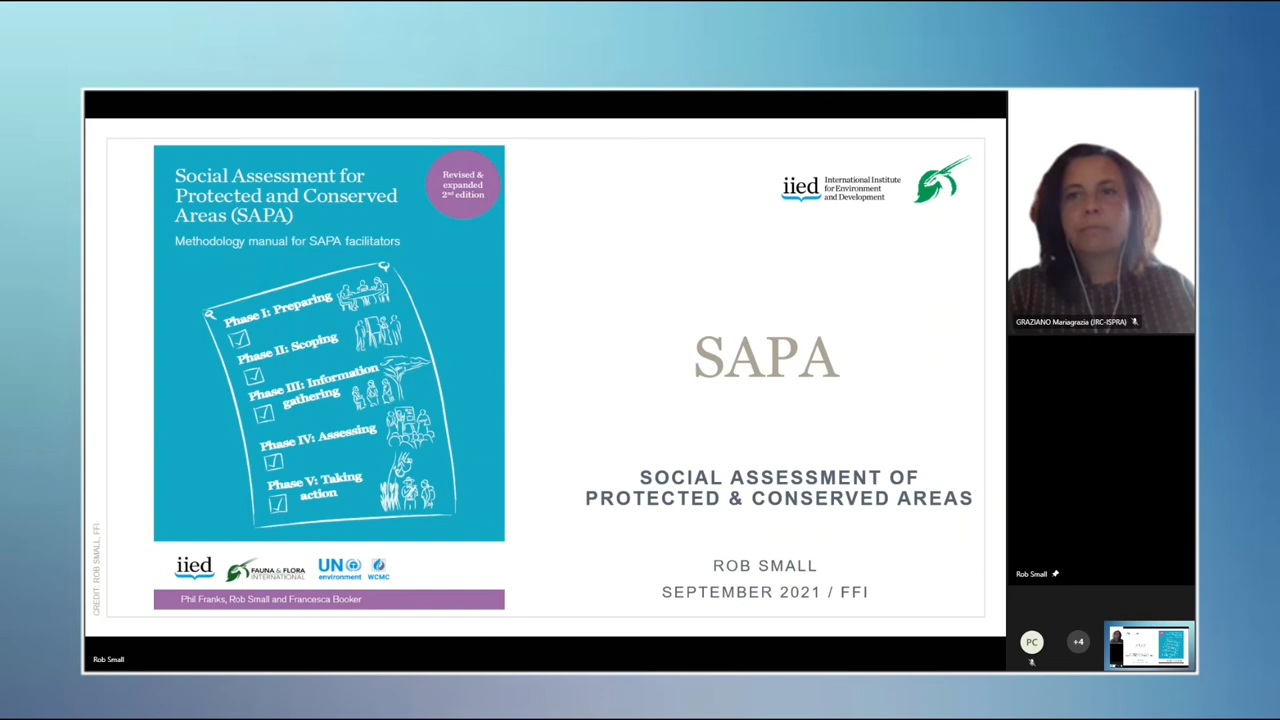 Social Assessment for
Protected and Conserved
Areas (SAPA)
Methodology manual for SAPA facilitators
Revised &
expanded
2nd edition
Phase I: Preparing
Phase II: Scoping
Phase III: Information
gathering
Phase IV: Assessing
Phase V: Taking
action
iied
FAUNA & FLORA
INTERNATIONAL
UN
environment
WCMC
Phil Franks, Rob Small and Francesca Booker
CREDIT: ROB SMALL, FFI
iied
International Institute
for Environment
and Development
SAPA
SOCIAL ASSESSMENT OF
PROTECTED & CONSERVED AREAS
ROB SMALL
SEPTEMBER 2021 / FFI
Rob Small
GRAZIANO Mariagrazia (JRC-ISPRA)
Rob Small
PC
+4